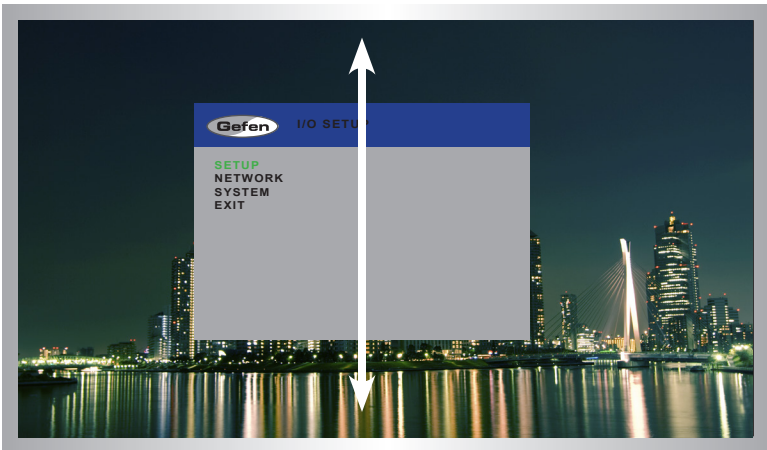 Gefen
I/O SETUP
SETUP
NETWORK
SYSTEM
EXIT